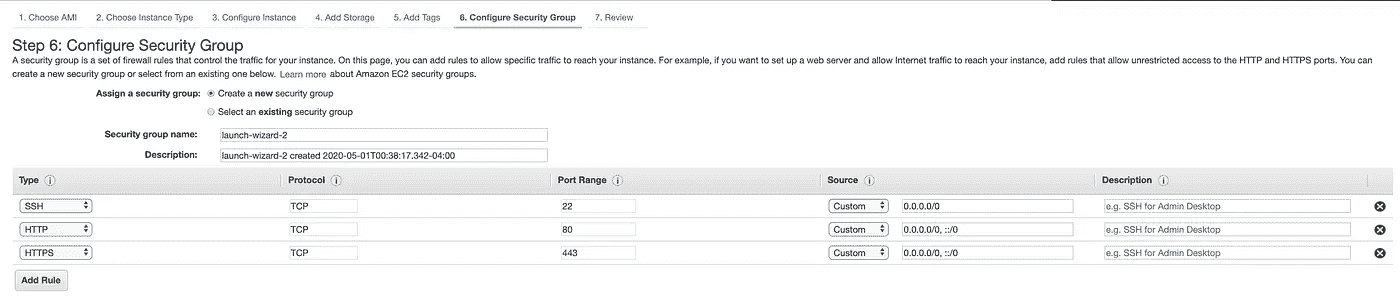 1. Choose AMI 2. Choose Instance Type 3. Configure Instance 4. Add Storage 5. Add Tags 6. Configure Security Group 7. Review
Step 6: Configure Security Group
A security group is a set of firewall rules that control the traffic for your instance. On this page, you can add rules to allow specific traffic to reach your instance. For example, if you want to set up a web server and allow Internet traffic to reach your instance, add rules that allow unrestricted access to the HTTP and HTTPS ports. You can
create a new security group or select from an existing one below. Learn more about Amazon EC2 security groups.
Assign a security group: Create a new security group
Select an existing security group
Security group name: launch-wizard-2
Description: launch-wizard-2 created 2020-05-01T00:38:17.342-04:00
Type i Protocol i Port Range i Source i Description i
SSH TCP 22 Custom 0.0.0.0/0 e.g. SSH for Admin Desktop
HTTP TCP 80 Custom 0.0.0.0/0, ::/0 e.g. SSH for Admin Desktop
HTTPS TCP 443 Custom 0.0.0.0/0, ::/0 e.g. SSH for Admin Desktop
Add Rule